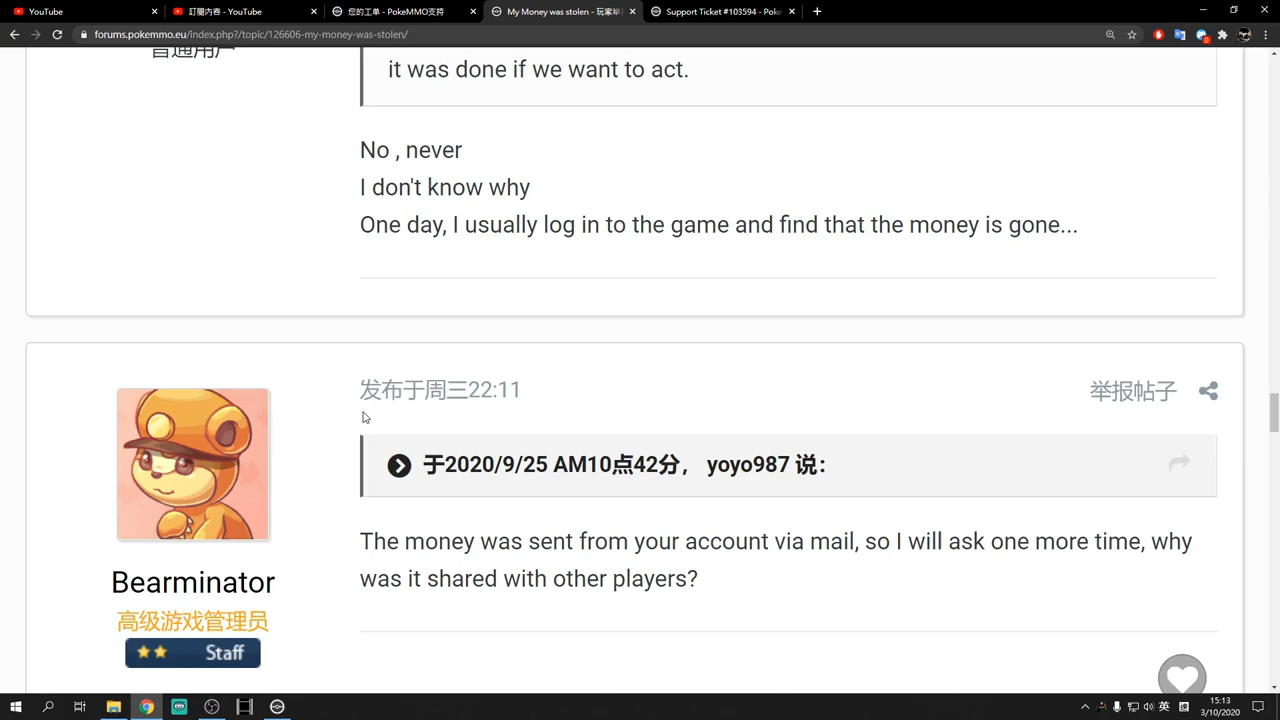 YouTube
訂閱內容 - YouTube
您的工单 - PokeMMO支持
My Money was stolen - 玩家举
Support Ticket #103594 - Poke
forums.pokemmo.eu/index.php?/topic/126606-my-money-was-stolen/
普通用户
it was done if we want to act.
No , never
I don't know why
One day, I usually log in to the game and find that the money is gone...
发布于周三22:11
举报帖子
于2020/9/25 AM10点42分， yoyo987 说：
The money was sent from your account via mail, so I will ask one more time, why
was it shared with other players?
Bearminator
高级游戏管理员
Staff
英
15:13
3/10/2020